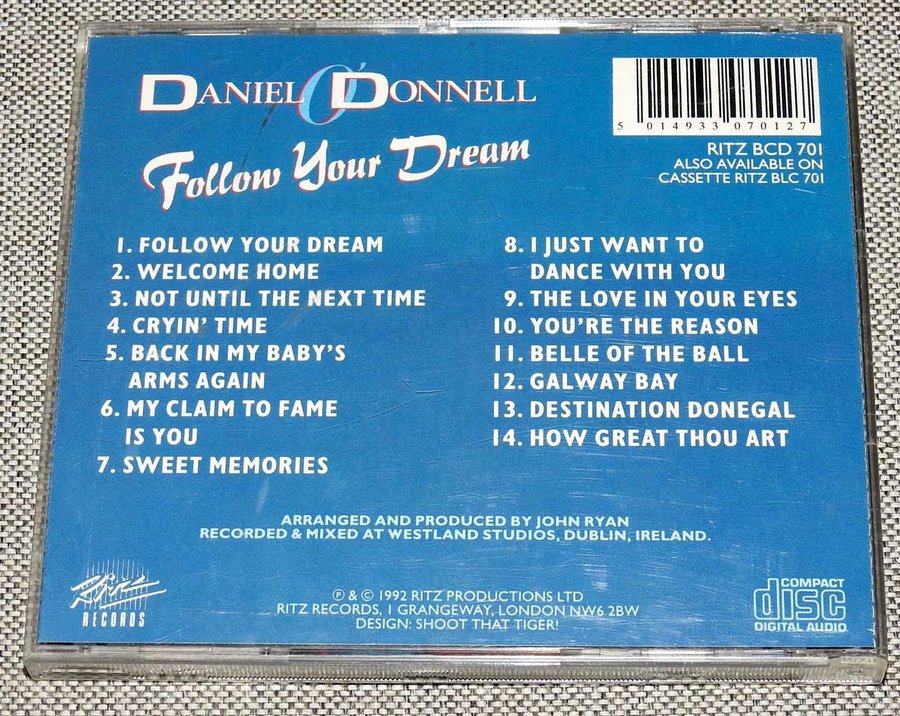 DANIEL O'DONNELL
Follow Your Dream
5 014933 070127
RITZ BCD 701
ALSO AVAILABLE ON
CASSETTE RITZ BLC 701
1. FOLLOW YOUR DREAM
2. WELCOME HOME
3. NOT UNTIL THE NEXT TIME
4. CRYIN' TIME
5. BACK IN MY BABY'S
ARMS AGAIN
6. MY CLAIM TO FAME
IS YOU
7. SWEET MEMORIES
8. I JUST WANT TO
DANCE WITH YOU
9. THE LOVE IN YOUR EYES
10. YOU'RE THE REASON
11. BELLE OF THE BALL
12. GALWAY BAY
13. DESTINATION DONEGAL
14. HOW GREAT THOU ART
ARRANGED AND PRODUCED BY JOHN RYAN
RECORDED & MIXED AT WESTLAND STUDIOS, DUBLIN, IRELAND.
Ritz
RECORDS
℗ & © 1992 RITZ PRODUCTIONS LTD
RITZ RECORDS, 1 GRANGEWAY, LONDON NW6 2BW
DESIGN: SHOOT THAT TIGER!
COMPACT
disc
DIGITAL AUDIO